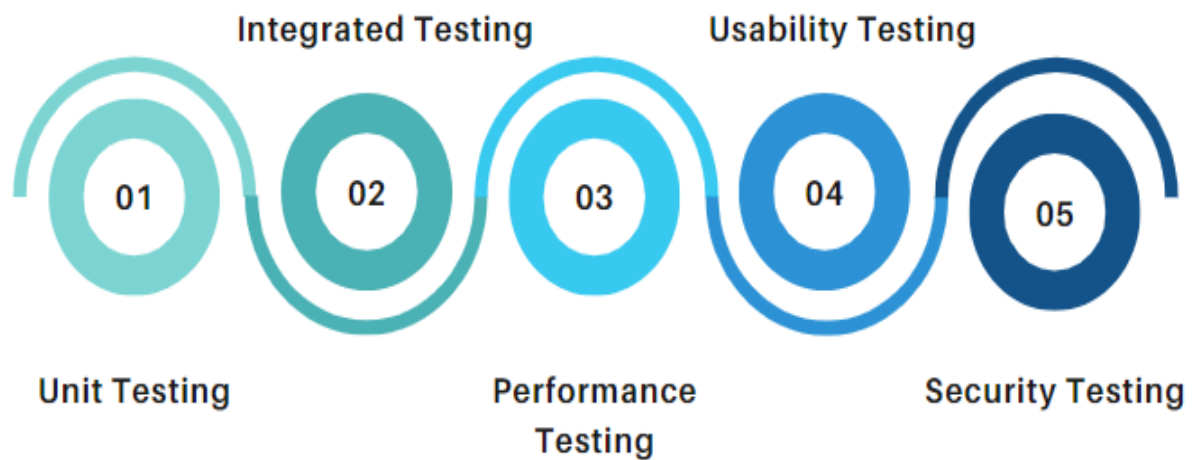 Integrated Testing
Usability Testing
01
02
03
04
05
Unit Testing
Performance
Testing
Security Testing